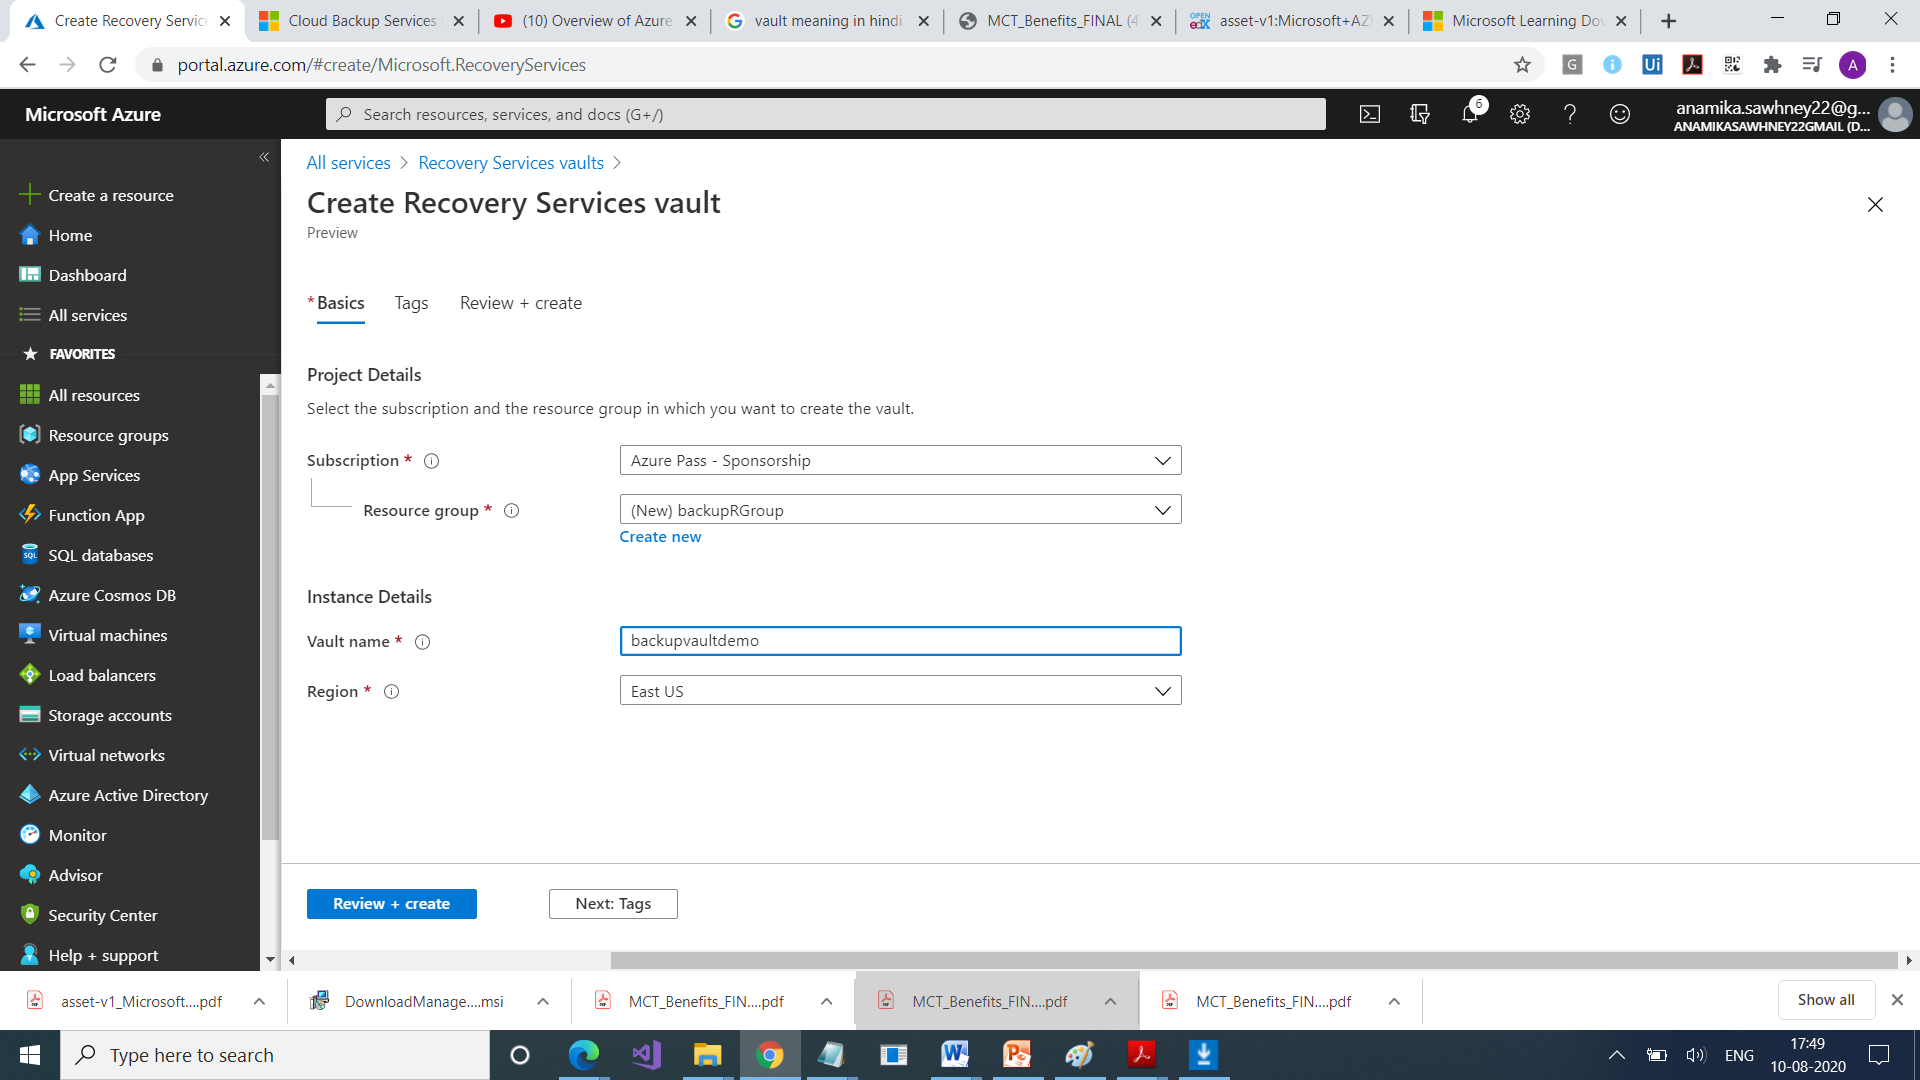 Create Recovery Service
Cloud Backup Services
(10) Overview of Azure
vault meaning in hindi
MCT_Benefits_FINAL (4
asset-v1:Microsoft+AZ
Microsoft Learning Dow
portal.azure.com/#create/Microsoft.RecoveryServices
Microsoft Azure
Search resources, services, and docs (G+/)
6
anamika.sawhney22@g...
ANAMIKASAWHNEY22GMAIL (D...
Create a resource
Home
Dashboard
All services
FAVORITES
All resources
Resource groups
App Services
Function App
SQL databases
Azure Cosmos DB
Virtual machines
Load balancers
Storage accounts
Virtual networks
Azure Active Directory
Monitor
Advisor
Security Center
Help + support
All services > Recovery Services vaults >
Create Recovery Services vault
Preview
* Basics Tags Review + create
Project Details
Select the subscription and the resource group in which you want to create the vault.
Subscription * Azure Pass - Sponsorship
Resource group * (New) backupRGroup
Create new
Instance Details
Vault name * backupvaultdemo
Region * East US
Review + create Next: Tags
asset-v1_Microsoft....pdf
DownloadManage....msi
MCT_Benefits_FIN....pdf
MCT_Benefits_FIN....pdf
MCT_Benefits_FIN....pdf
Show all
Type here to search
ENG
17:49
10-08-2020